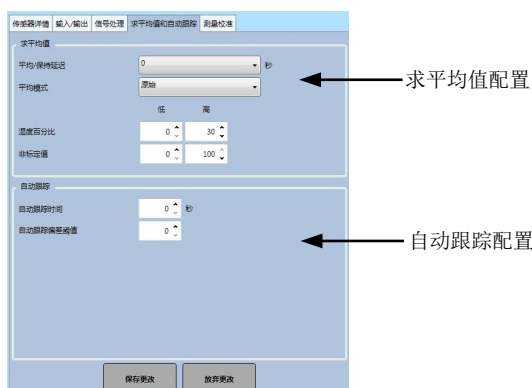 传感器详情 输入/输出 信号处理 求平均值和自动跟踪 测量校准
求平均值
平均/保持延迟 0 秒
平均模式 原始
低 高
湿度百分比 0 30
非标定值 0 100
求平均值配置
自动跟踪
自动跟踪时间 0 秒
自动跟踪偏差阈值 0
自动跟踪配置
保存更改 放弃更改